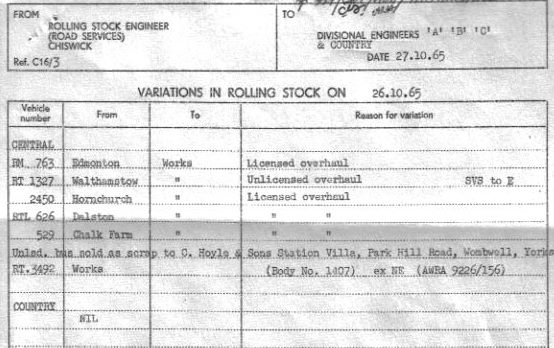 FROM
ROLLING STOCK ENGINEER
(ROAD SERVICES)
CHISWICK
Ref. C16/3
TO
DIVISIONAL ENGINEERS 'A' 'B' 'C'
& COUNTRY
DATE 27.10.65
VARIATIONS IN ROLLING STOCK ON 26.10.65
Vehicle number From To Reason for variation
CENTRAL
RM 763 Edmonton Works Licensed overhaul
RT 1327 Walthamstow " Unlicensed overhaul SVS to E
2450 Hornchurch " Licensed overhaul
RTL 626 Dalston " " "
529 Chalk Farm " " "
Unlsd. bus sold as scrap to C. Hoyle & Sons Station Villa, Park Hill Road, Wombwell, Yorks
RT.3492 Works (Body No. 1407) ex NE (AWRA 9226/156)
COUNTRY
NIL